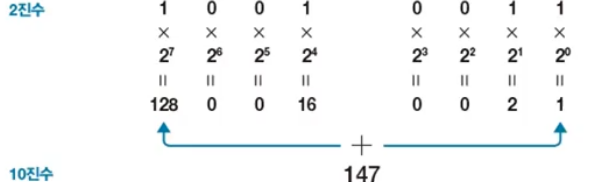 2진수 1 0 0 1 0 0 1 1
× × × × × × × ×
2⁷ 2⁶ 2⁵ 2⁴ 2³ 2² 2¹ 2⁰
= = = = = = = =
128 0 0 16 0 0 2 1
+
10진수 147